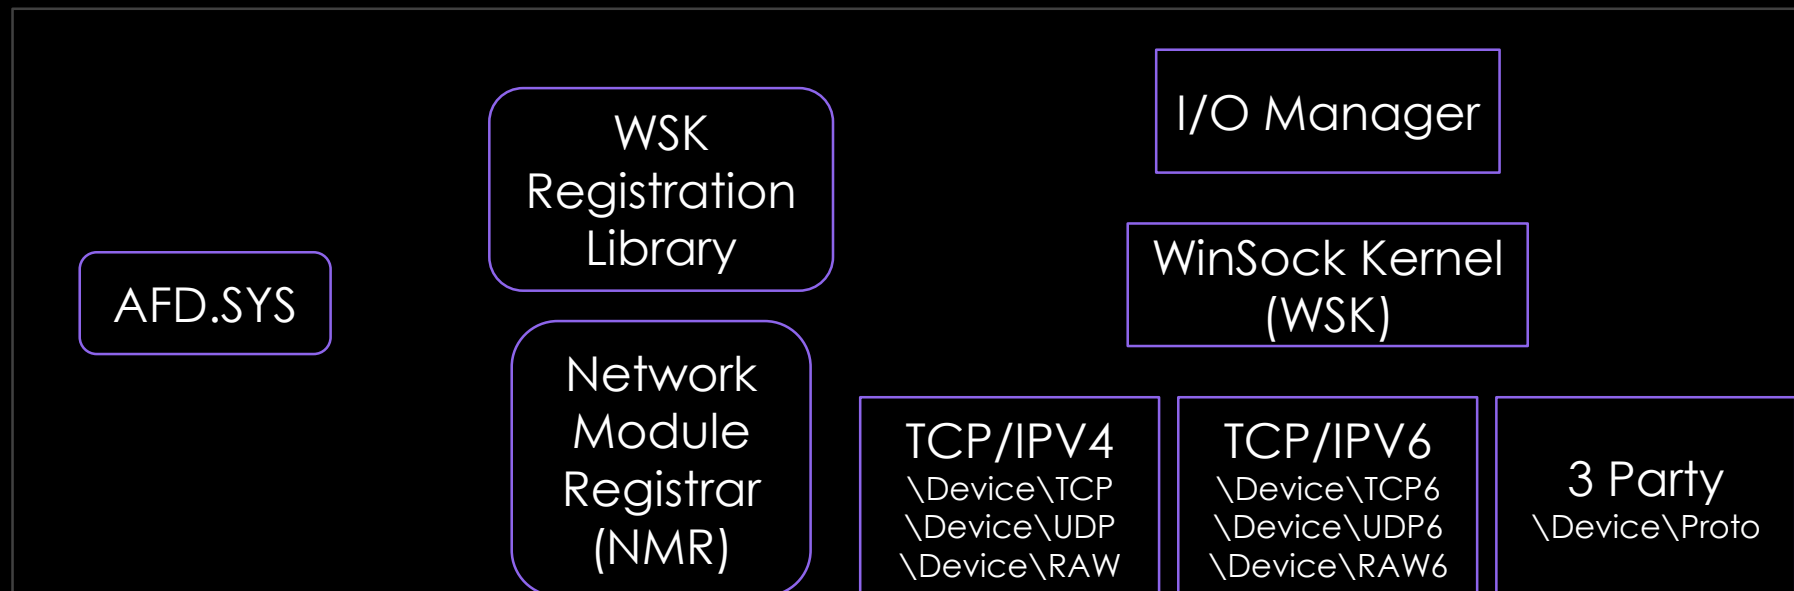 AFD.SYS
WSK
Registration
Library
Network
Module
Registrar
(NMR)
I/O Manager
WinSock Kernel
(WSK)
TCP/IPV4
\Device\TCP
\Device\UDP
\Device\RAW
TCP/IPV6
\Device\TCP6
\Device\UDP6
\Device\RAW6
3 Party
\Device\Proto